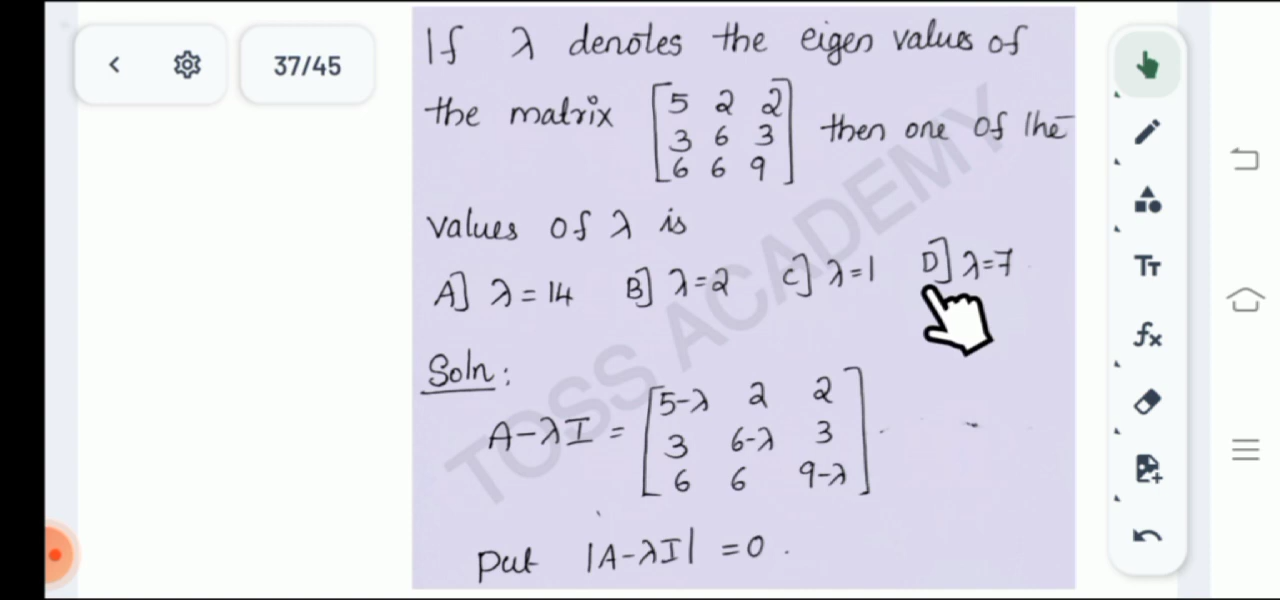 37/45
If λ denotes the eigen values of
the matrix [5 2 2
3 6 3
6 6 9] then one of the
values of λ is
A] λ = 14 B] λ = 2 C] λ = 1 D] λ = 7
Soln :
A - λI = [5-λ 2 2
3 6-λ 3
6 6 9-λ]
Put |A - λI| = 0 .
TOSS ACADEMY
Tт
fx